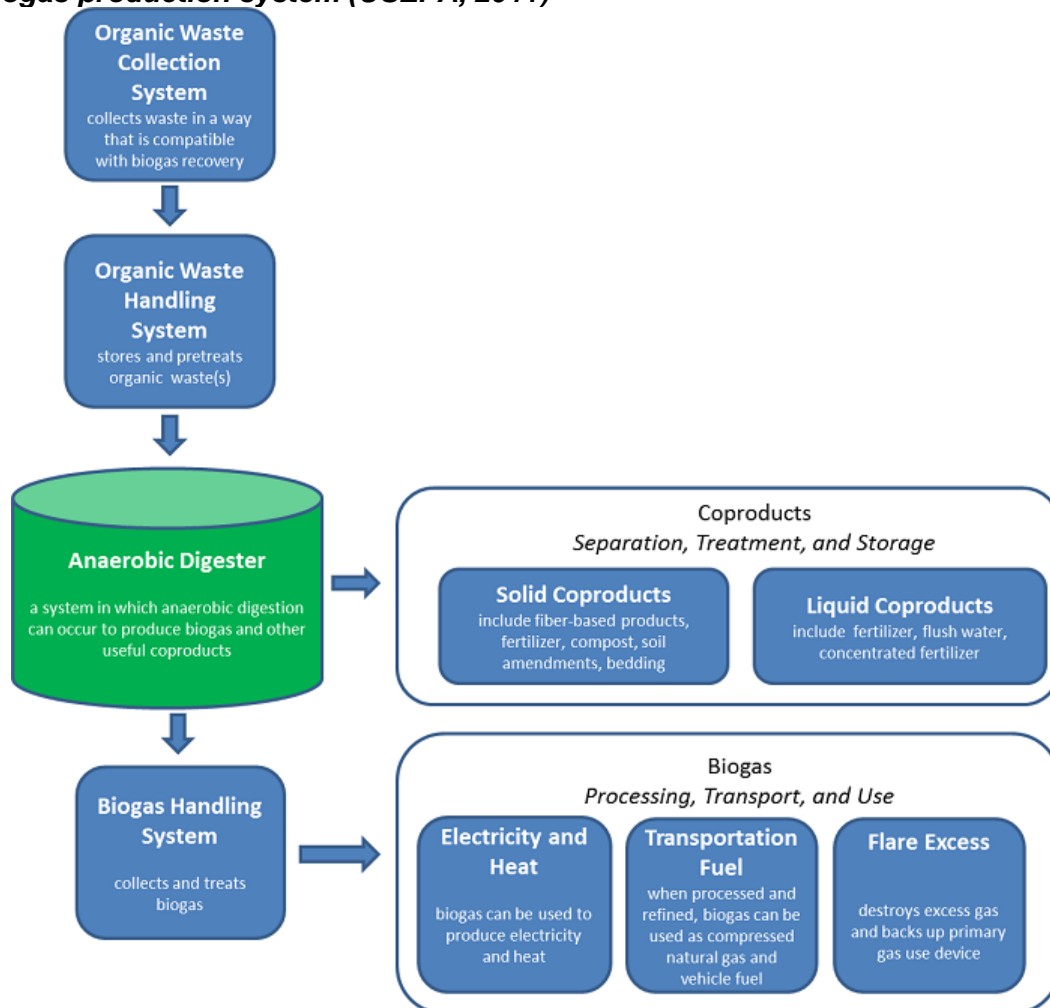 production system
Organic Waste
Collection
System
collects waste in a way
that is compatible
with biogas recovery
Organic Waste
Handling
System
stores and pretreats
organic waste(s)
Anaerobic Digester
a system in which anaerobic digestion
can occur to produce biogas and other
useful coproducts
Coproducts
Separation, Treatment, and Storage
Solid Coproducts
include fiber-based products,
fertilizer, compost, soil
amendments, bedding
Liquid Coproducts
include fertilizer, flush water,
concentrated fertilizer
Biogas Handling
System
collects and treats
biogas
Biogas
Processing, Transport, and Use
Electricity and
Heat
biogas can be used to
produce electricity
and heat
Transportation
Fuel
when processed and
refined, biogas can be
used as compressed
natural gas and
vehicle fuel
Flare Excess
destroys excess gas
and backs up primary
gas use device